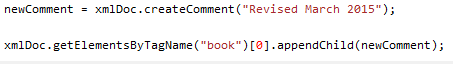 newComment = xmlDoc.createComment("Revised March 2015");
xmlDoc.getElementsByTagName("book")[0].appendChild(newComment);